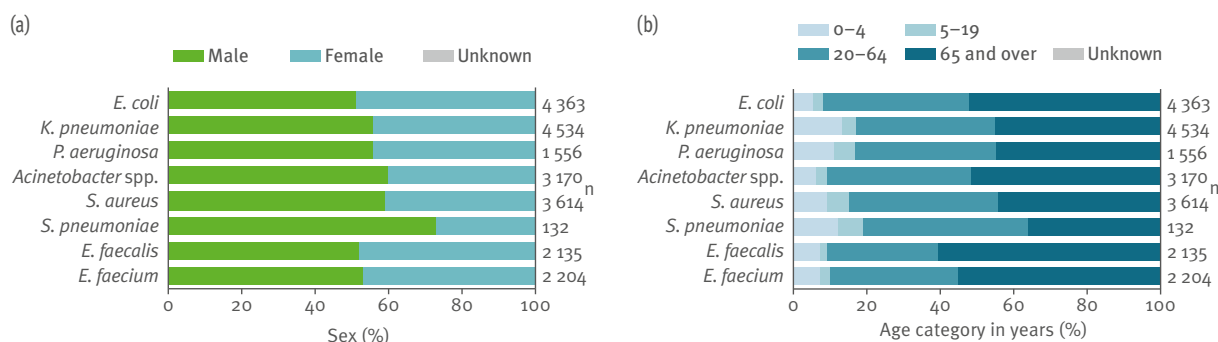 (a)
Male Female Unknown
E. coli 4 363
K. pneumoniae 4 534
P. aeruginosa 1 556
Acinetobacter spp. 3 170
n
S. aureus 3 614
S. pneumoniae 132
E. faecalis 2 135
E. faecium 2 204
0 20 40 60 80 100
Sex (%)
(b)
0–4 5–19
20–64 65 and over Unknown
E. coli 4 363
K. pneumoniae 4 534
P. aeruginosa 1 556
Acinetobacter spp. 3 170
n
S. aureus 3 614
S. pneumoniae 132
E. faecalis 2 135
E. faecium 2 204
0 20 40 60 80 100
Age category in years (%)